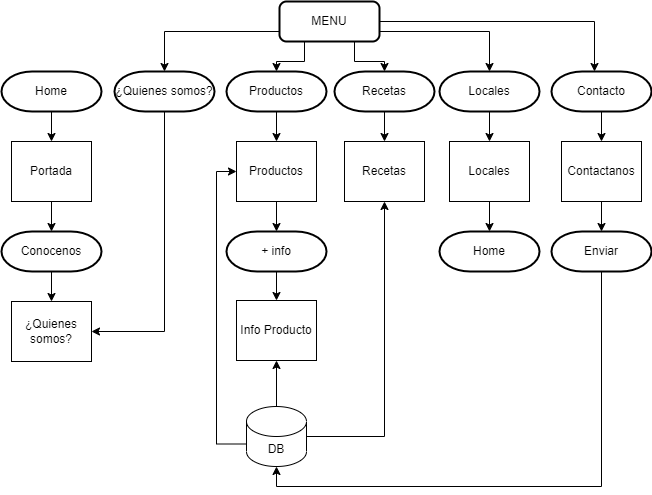 MENU
Home
¿Quienes somos?
Productos
Recetas
Locales
Contacto
Portada
Productos
Recetas
Locales
Contactanos
Conocenos
+ info
Home
Enviar
¿Quienes
somos?
Info Producto
DB